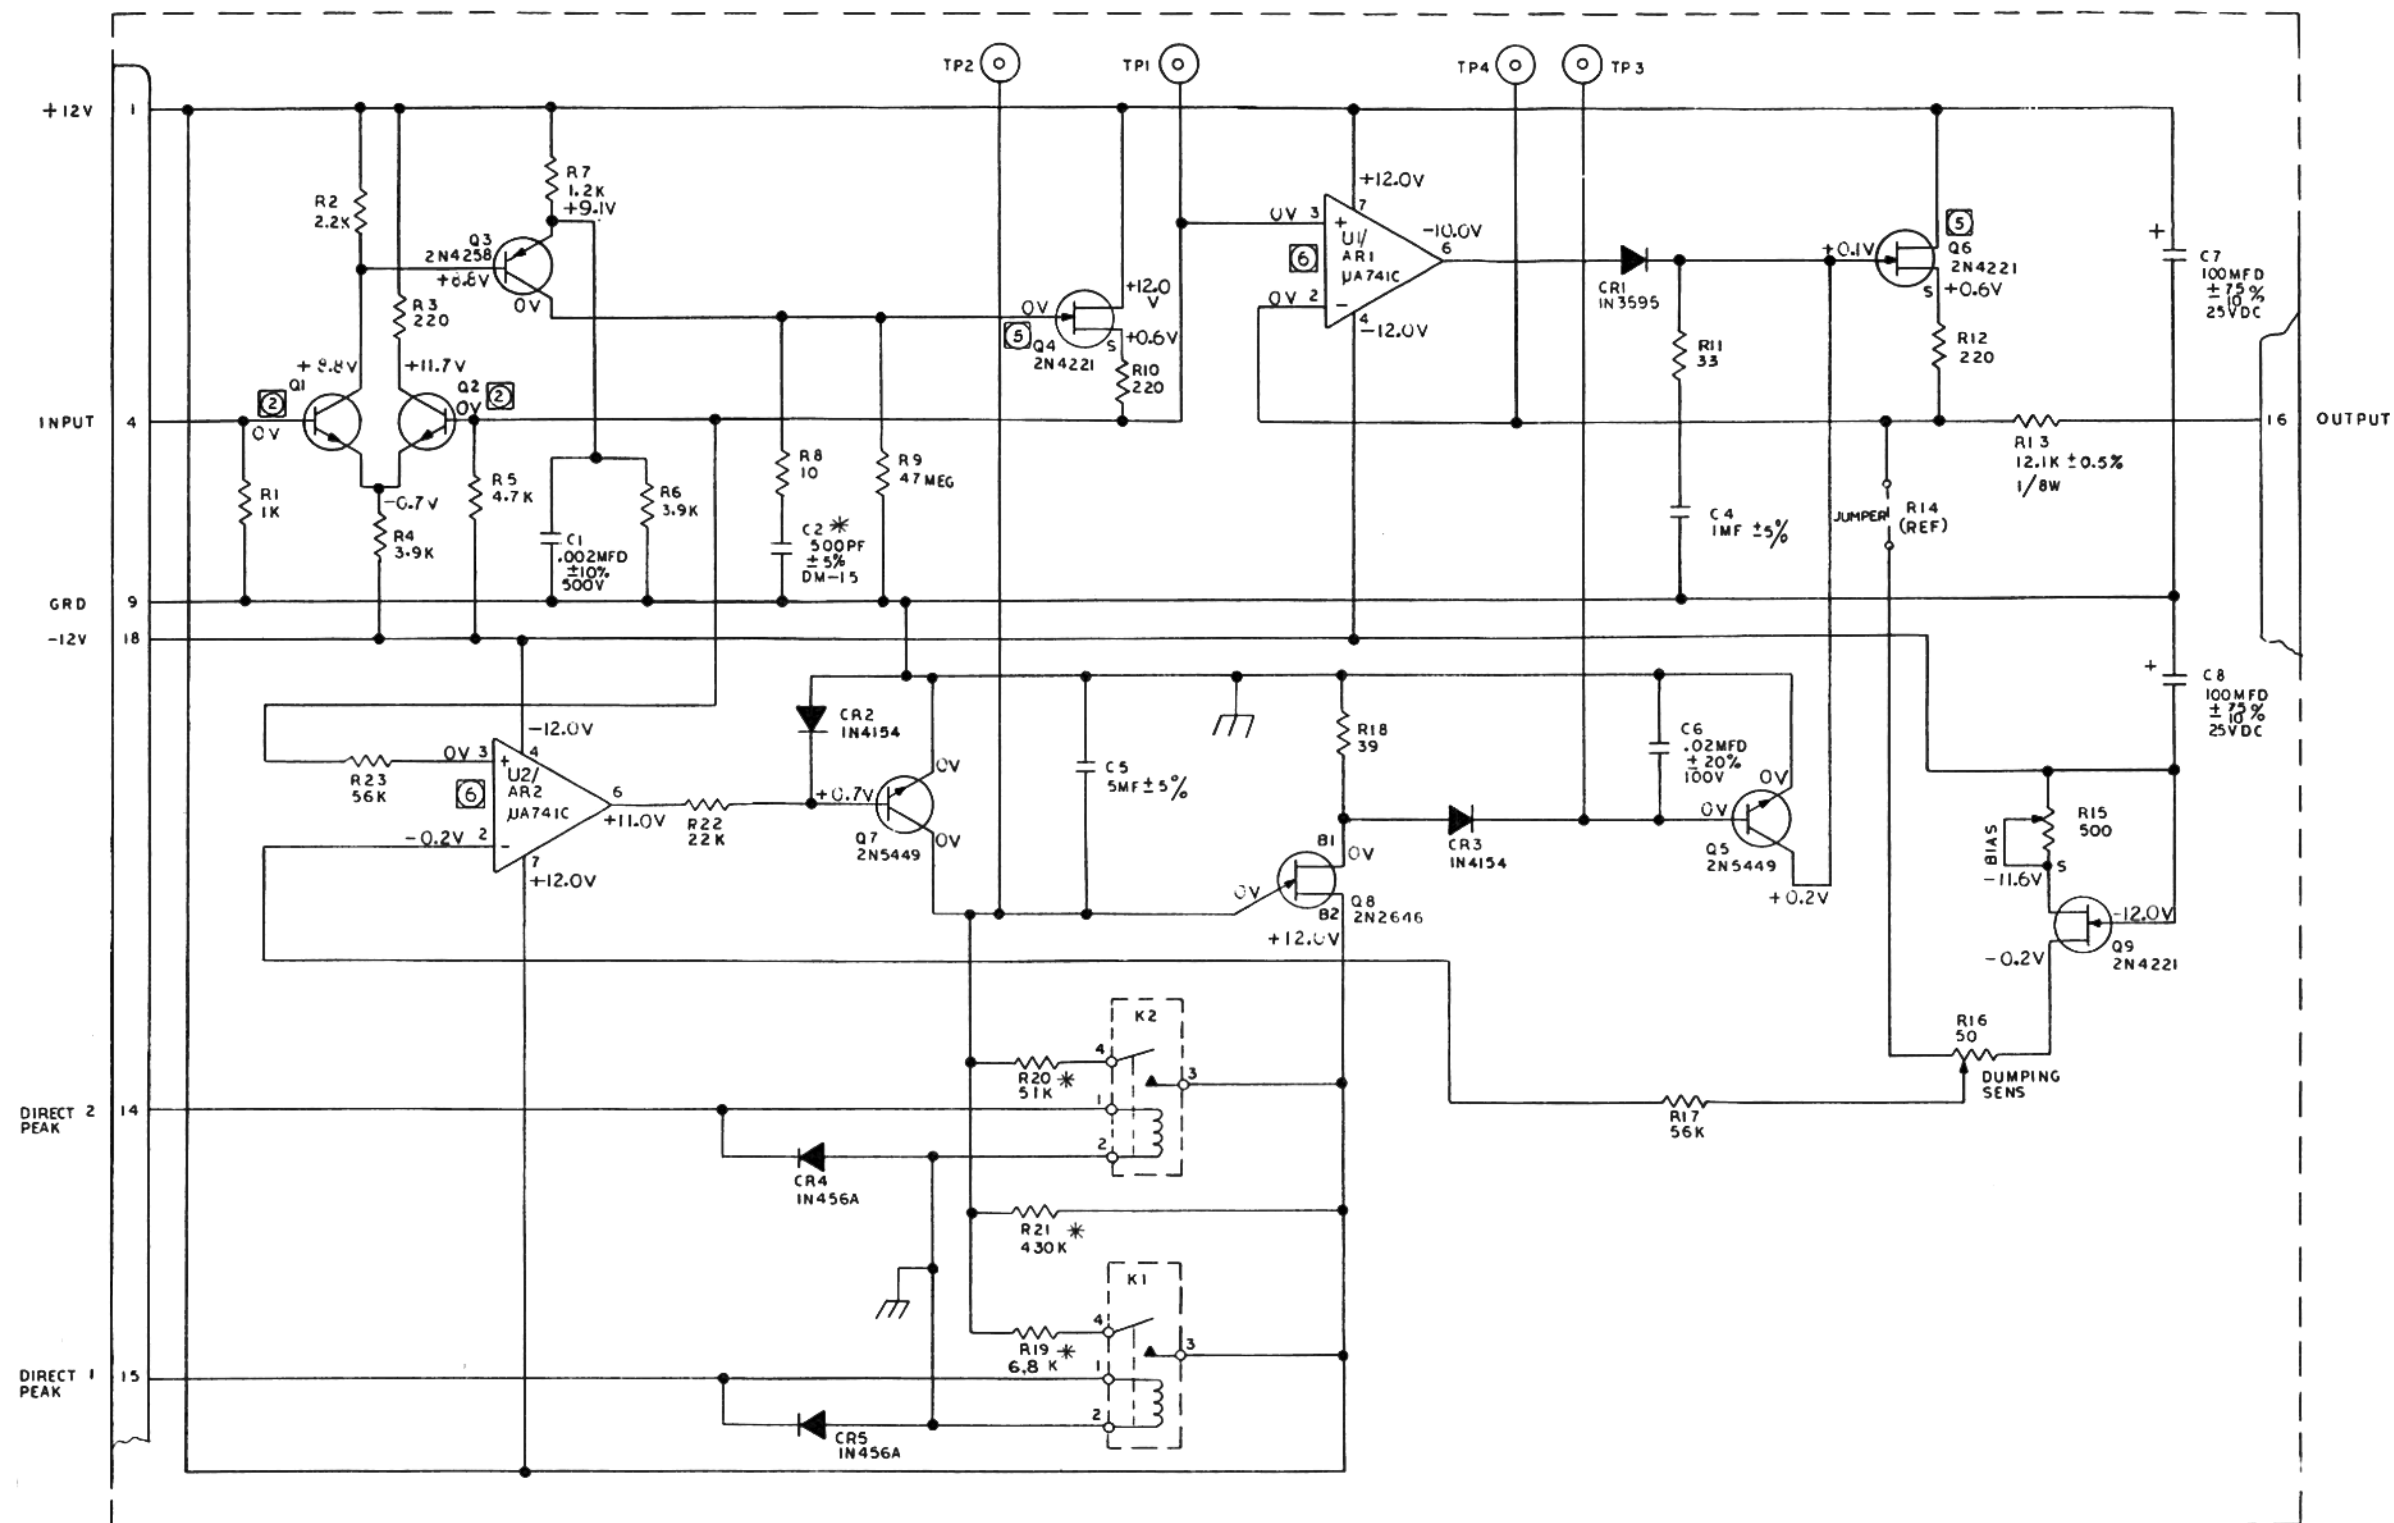 TP2
TP1
TP4
TP3
+12V
1
R2
2.2K
R7
1.2K
+9.1V
Q3
2N4258
+8.8V
0V
R3
220
+8.8V
+11.7V
2
Q1
Q2
0V
2
INPUT
4
0V
R1
1K
-0.7V
R4
3.9K
R5
4.7K
C1
.002MFD
±10%
500V
R6
3.9K
R8
10
C2 *
500PF
±5%
DM-15
R9
47 MEG
0V
5
Q4
2N4221
+12.0
V
+0.6V
S
R10
220
+12.0V
7
0V 3
+
U1/
AR1
µA741C
6
0V 2
-
4
-12.0V
-10.0V
6
CR1
IN3595
R11
33
C4
1MF ±5%
+0.1V
5
Q6
2N4221
S
+0.6V
R12
220
+
C7
100MFD
+75%
-10
25VDC
R13
12.1K ±0.5%
1/8W
16
OUTPUT
JUMPER
R14
(REF)
GRD
9
-12V
18
+
C8
100MFD
+75%
-10
25VDC
-12.0V
4
0V 3
+
R23
56K
6
U2/
AR2
µA741C
6
+11.0V
-0.2V 2
-
7
+12.0V
R22
22K
CR2
IN4154
+0.7V
0V
Q7
2N5449
0V
C5
5MF±5%
R18
39
B1
0V
0V
B2
Q8
2N2646
+12.0V
CR3
IN4154
C6
.02MFD
±20%
100V
0V
0V
Q5
2N5449
+0.2V
R15
500
BIAS
-11.6V
S
-12.0V
Q9
2N4221
-0.2V
R16
50
DUMPING
SENS
R17
56K
K2
4
3
R20 *
51K
1
2
DIRECT 2
PEAK
14
CR4
IN456A
R21 *
430K
K1
4
3
R19 *
6,8 K
1
2
DIRECT 1
PEAK
15
CR5
IN456A